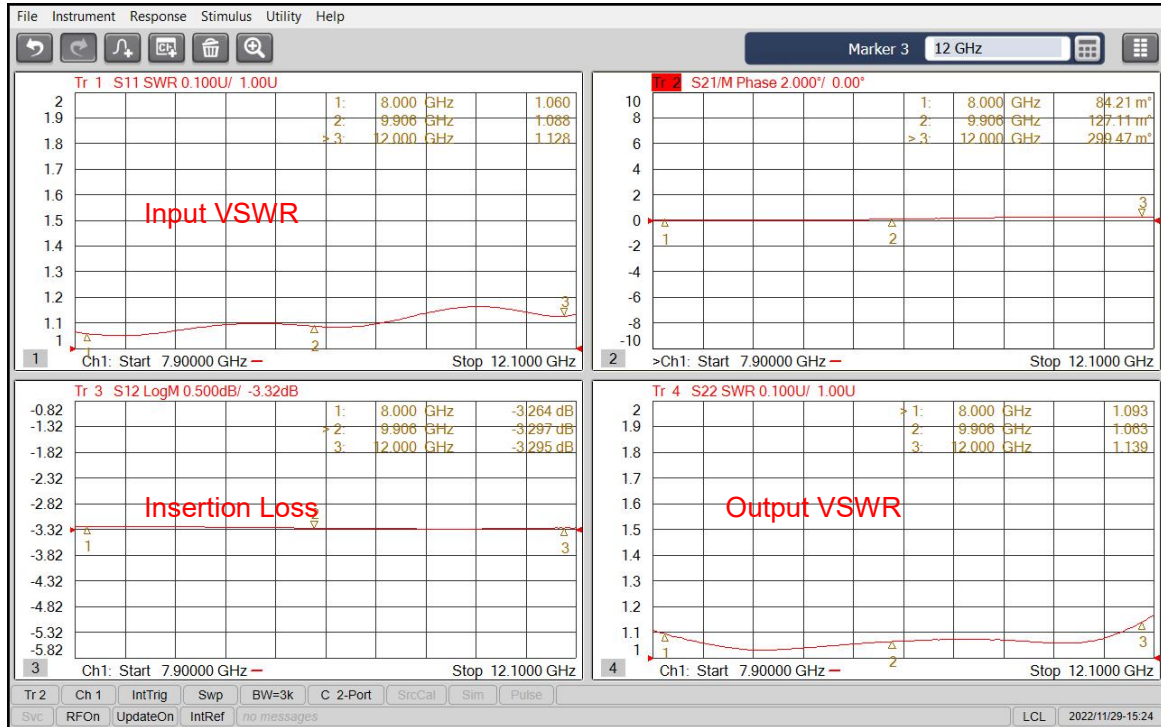 File Instrument Response Stimulus Utility Help
Marker 3 12 GHz
Tr 1 S11 SWR 0.100U/ 1.00U
1: 8.000 GHz 1.060
2: 9.906 GHz 1.088
> 3: 12.000 GHz 1.128
2
1.9
1.8
1.7
1.6
1.5
1.4
1.3
1.2
1.1
1
Input VSWR
1
2
3
1 Ch1: Start 7.90000 GHz Stop 12.1000 GHz
Tr 2 S21/M Phase 2.000°/ 0.00°
1: 8.000 GHz 84.21 m°
2: 9.906 GHz 127.11 m°
> 3: 12.000 GHz 299.47 m°
10
8
6
4
2
0
-2
-4
-6
-8
-10
1
2
3
2 >Ch1: Start 7.90000 GHz Stop 12.1000 GHz
Tr 3 S12 LogM 0.500dB/ -3.32dB
1: 8.000 GHz -3.264 dB
> 2: 9.906 GHz -3.297 dB
3: 12.000 GHz -3.295 dB
-0.82
-1.32
-1.82
-2.32
-2.82
-3.32
-3.82
-4.32
-4.82
-5.32
-5.82
Insertion Loss
1
2
3
3 Ch1: Start 7.90000 GHz Stop 12.1000 GHz
Tr 4 S22 SWR 0.100U/ 1.00U
> 1: 8.000 GHz 1.093
2: 9.906 GHz 1.063
3: 12.000 GHz 1.139
2
1.9
1.8
1.7
1.6
1.5
1.4
1.3
1.2
1.1
1
Output VSWR
1
2
3
4 Ch1: Start 7.90000 GHz Stop 12.1000 GHz
Tr 2 Ch 1 IntTrig Swp BW=3k C 2-Port SrcCal Sim Pulse
Svc RFOn UpdateOn IntRef no messages LCL 2022/11/29-15:24